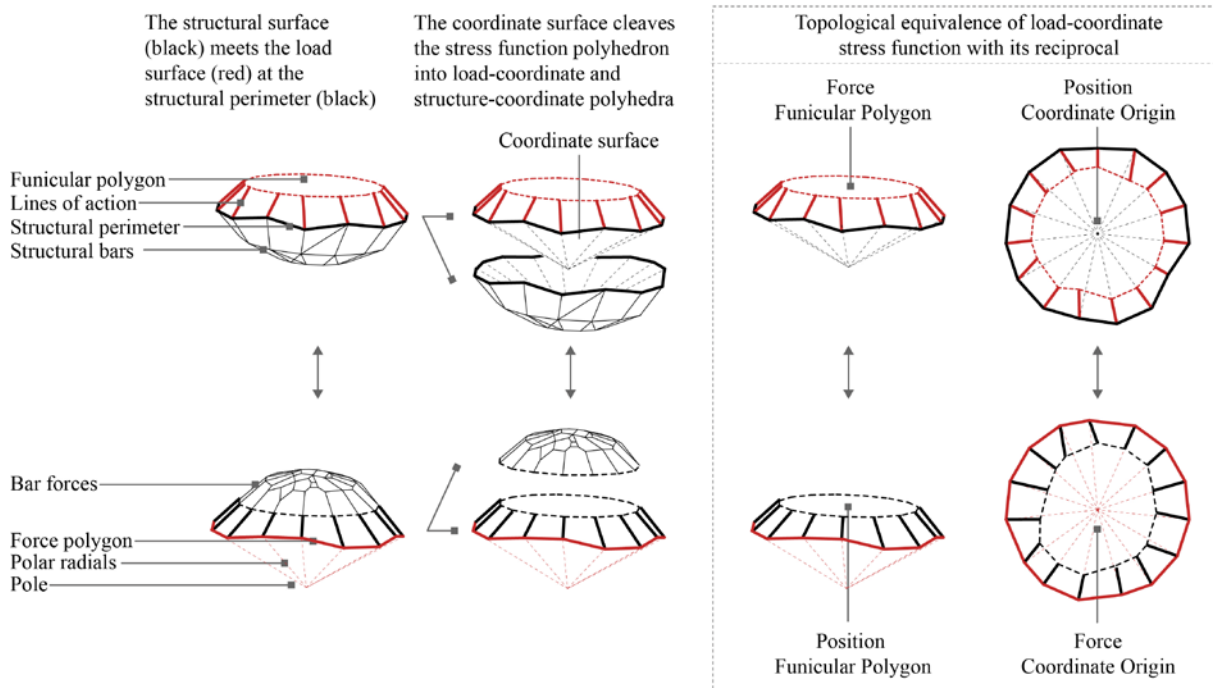 The structural surface
(black) meets the load
surface (red) at the
structural perimeter (black)
The coordinate surface cleaves
the stress function polyhedron
into load-coordinate and
structure-coordinate polyhedra
Topological equivalence of load-coordinate
stress function with its reciprocal
Coordinate surface
Force
Funicular Polygon
Position
Coordinate Origin
Funicular polygon
Lines of action
Structural perimeter
Structural bars
Bar forces
Force polygon
Polar radials
Pole
Position
Funicular Polygon
Force
Coordinate Origin